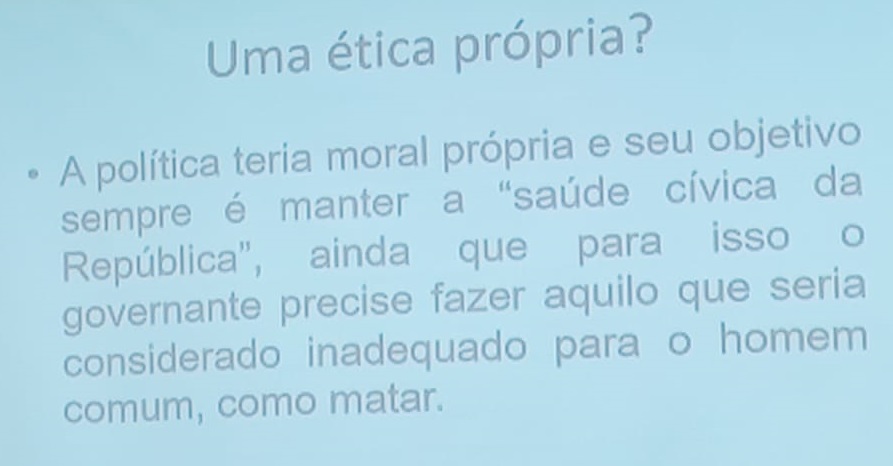 Uma ética própria?
• A política teria moral própria e seu objetivo
sempre é manter a “saúde cívica da
República”, ainda que para isso o
governante precise fazer aquilo que seria
considerado inadequado para o homem
comum, como matar.